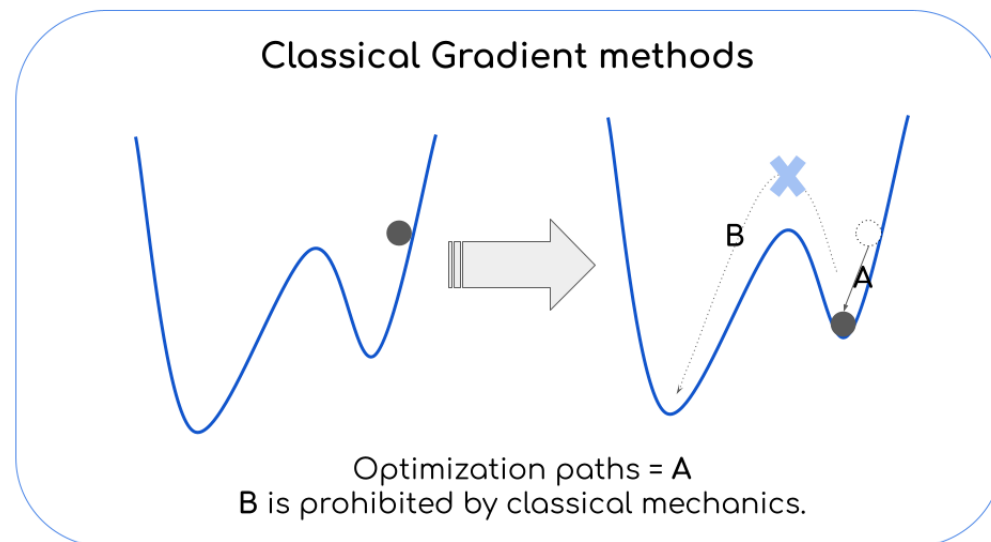 Classical Gradient methods
B
A
Optimization paths = A
B is prohibited by classical mechanics.